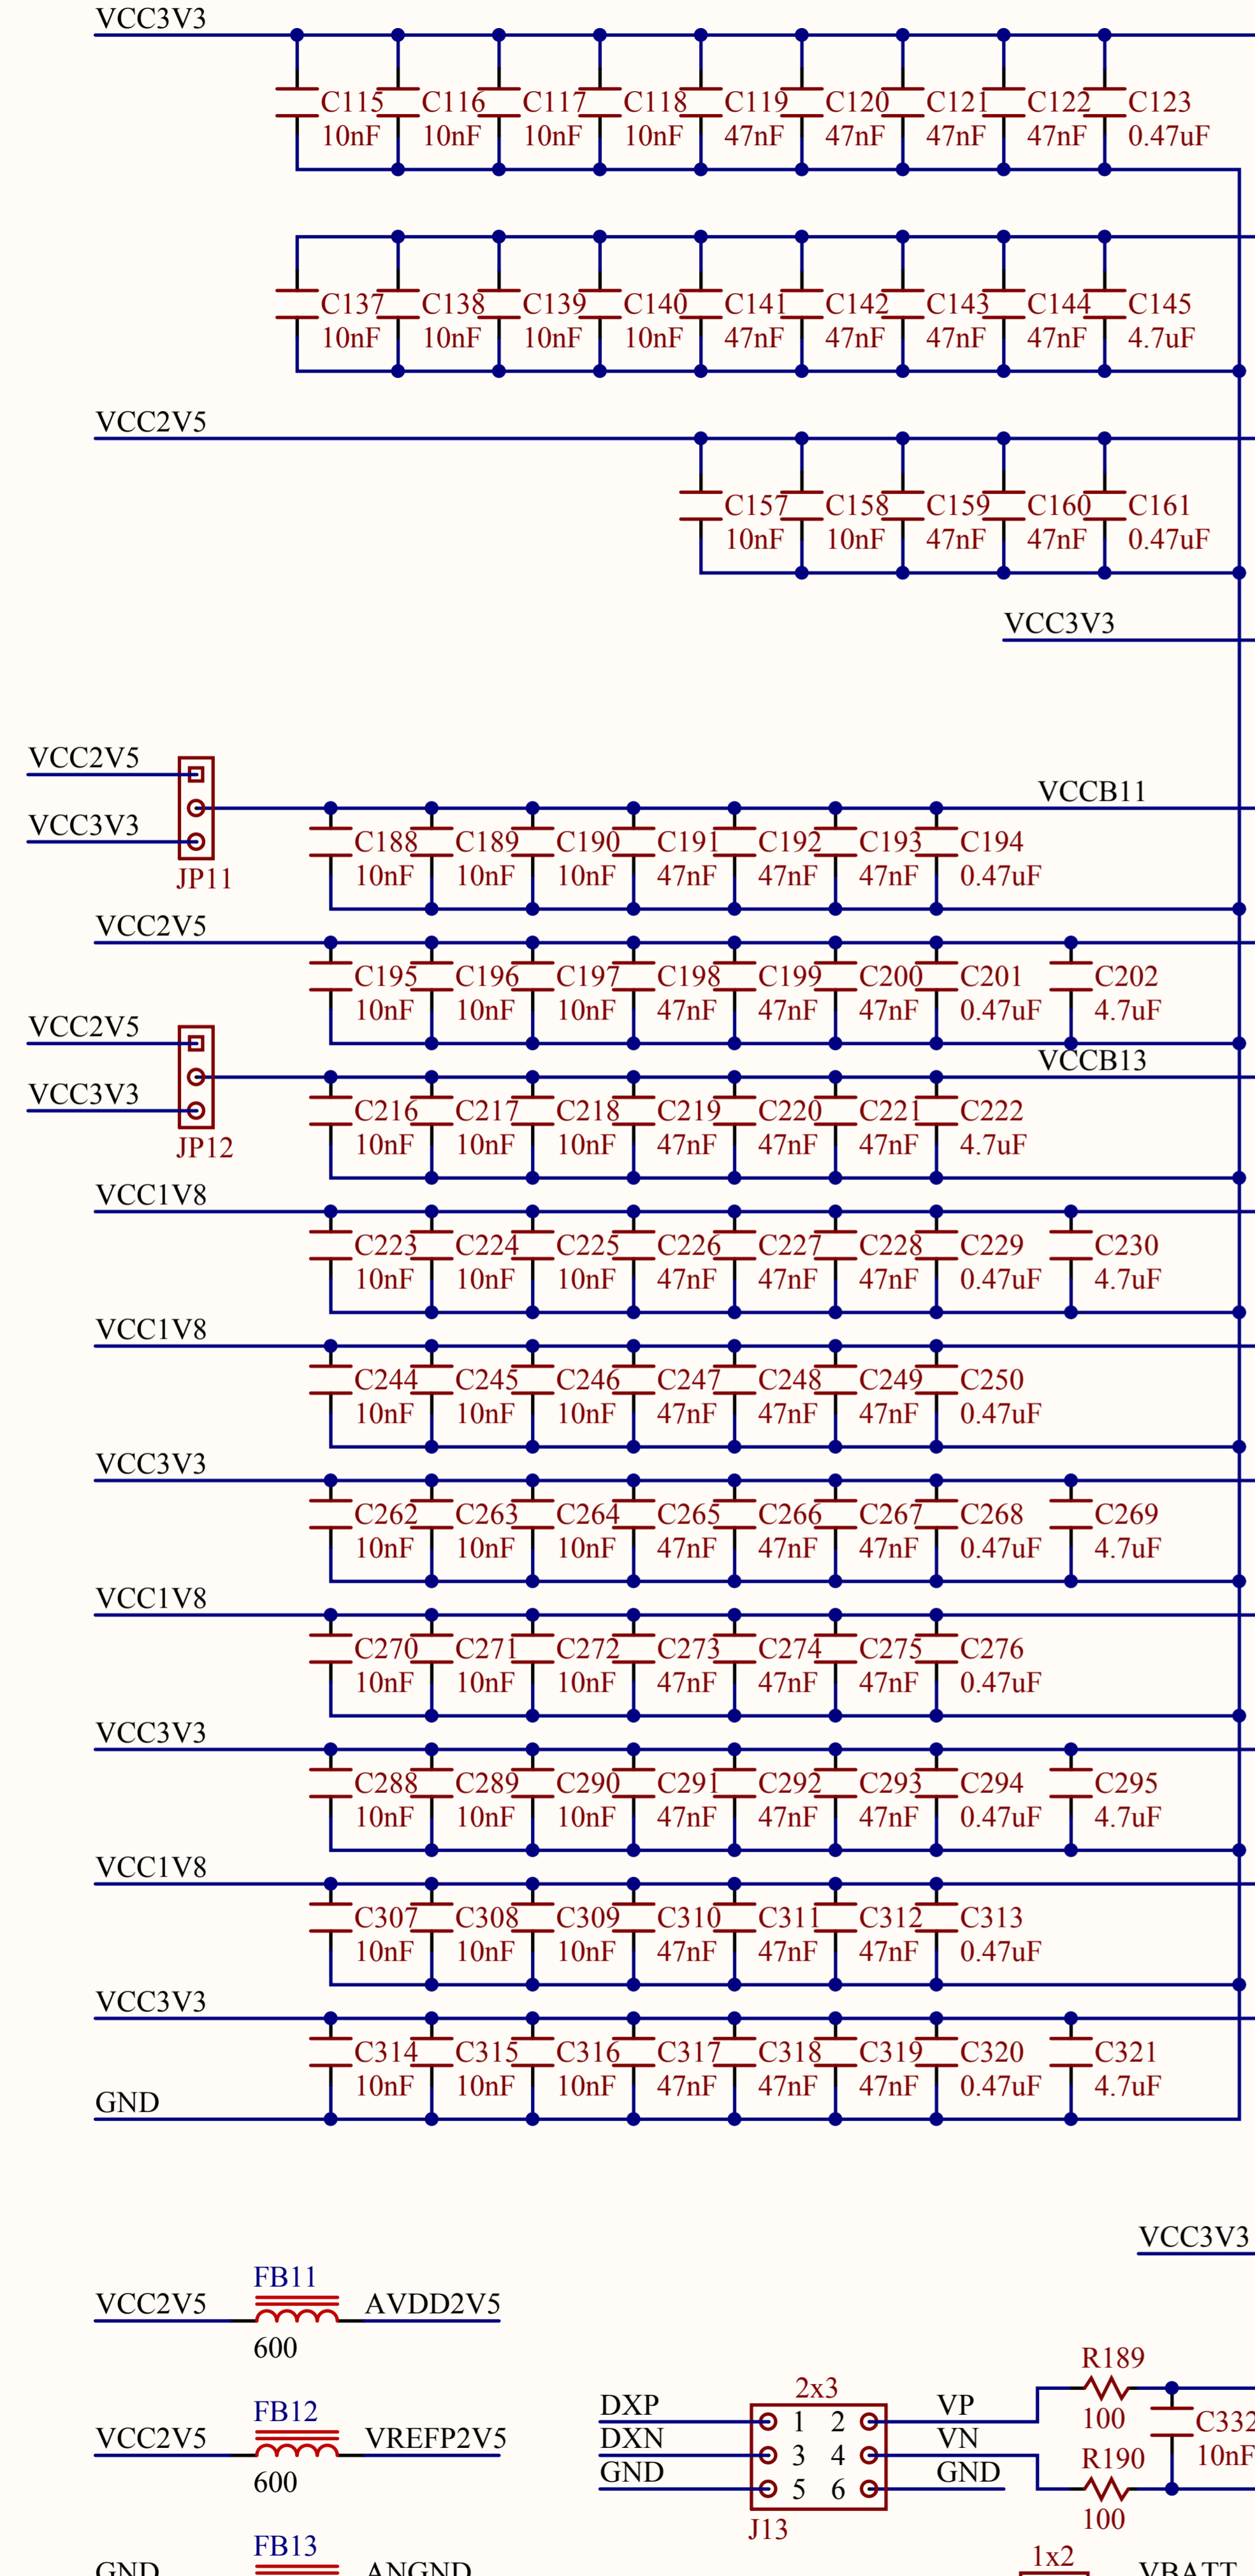 VCC3V3
C115 C116 C117 C118 C119 C120 C121 C122 C123
10nF 10nF 10nF 10nF 47nF 47nF 47nF 47nF 0.47uF
C137 C138 C139 C140 C141 C142 C143 C144 C145
10nF 10nF 10nF 10nF 47nF 47nF 47nF 47nF 4.7uF
VCC2V5
C157 C158 C159 C160 C161
10nF 10nF 47nF 47nF 0.47uF
VCC3V3
VCC2V5
VCCB11
VCC3V3
C188 C189 C190 C191 C192 C193 C194
10nF 10nF 10nF 47nF 47nF 47nF 0.47uF
JP11
VCC2V5
C195 C196 C197 C198 C199 C200 C201 C202
10nF 10nF 10nF 47nF 47nF 47nF 0.47uF 4.7uF
VCC2V5
VCCB13
VCC3V3
C216 C217 C218 C219 C220 C221 C222
10nF 10nF 10nF 47nF 47nF 47nF 4.7uF
JP12
VCC1V8
C223 C224 C225 C226 C227 C228 C229 C230
10nF 10nF 10nF 47nF 47nF 47nF 0.47uF 4.7uF
VCC1V8
C244 C245 C246 C247 C248 C249 C250
10nF 10nF 10nF 47nF 47nF 47nF 0.47uF
VCC3V3
C262 C263 C264 C265 C266 C267 C268 C269
10nF 10nF 10nF 47nF 47nF 47nF 0.47uF 4.7uF
VCC1V8
C270 C271 C272 C273 C274 C275 C276
10nF 10nF 10nF 47nF 47nF 47nF 0.47uF
VCC3V3
C288 C289 C290 C291 C292 C293 C294 C295
10nF 10nF 10nF 47nF 47nF 47nF 0.47uF 4.7uF
VCC1V8
C307 C308 C309 C310 C311 C312 C313
10nF 10nF 10nF 47nF 47nF 47nF 0.47uF
VCC3V3
C314 C315 C316 C317 C318 C319 C320 C321
10nF 10nF 10nF 47nF 47nF 47nF 0.47uF 4.7uF
GND
VCC3V3
FB11
VCC2V5 AVDD2V5
600
FB12
VCC2V5 VREFP2V5
600
FB13
GND ANGND
2x3
DXP 1 2 VP
DXN 3 4 VN
GND 5 6 GND
J13
R189
100
C332
10nF
R190
100
1x2
VBATT